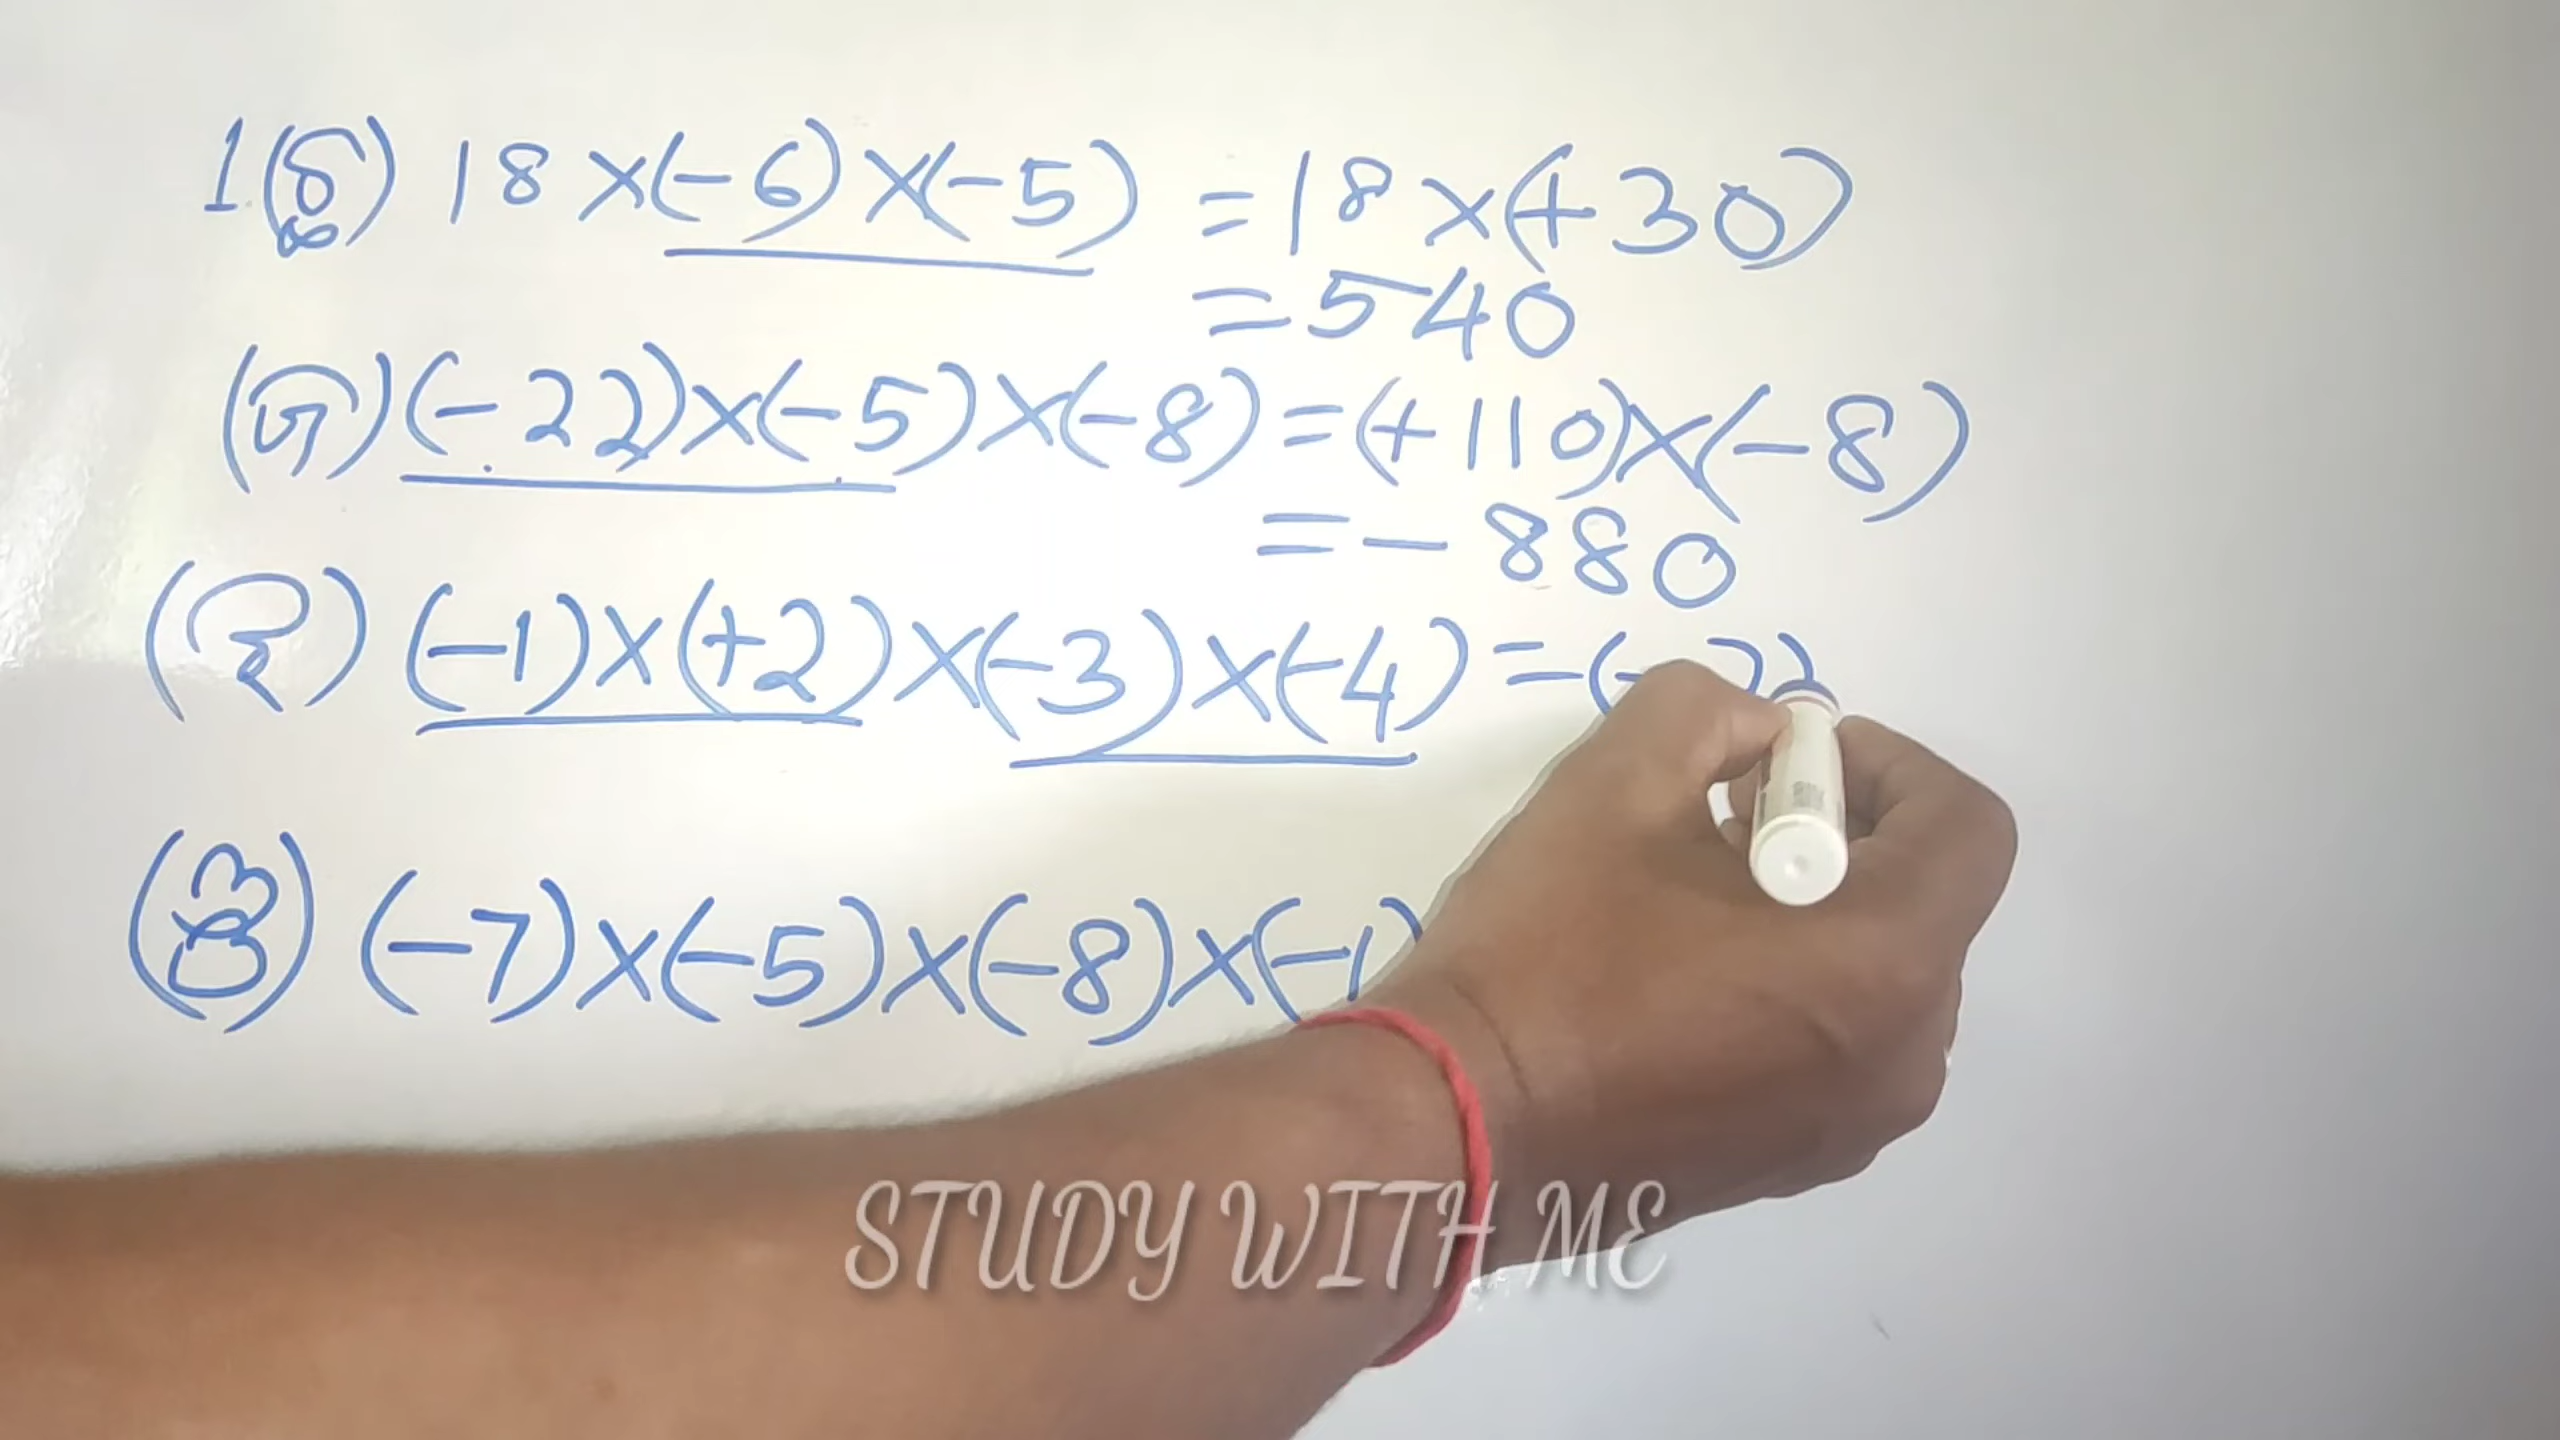 1.(ଚ) 18 ×(-6)×(-5) = 18 ×(+30)
= 540
(-22)×(-5)×(-8) = (+110)×(-8)
= - 880
(-1)×(+2)×(-3)×(-4) =
(-7)×(-5)×(-8)×(-1
STUDY WITH ME